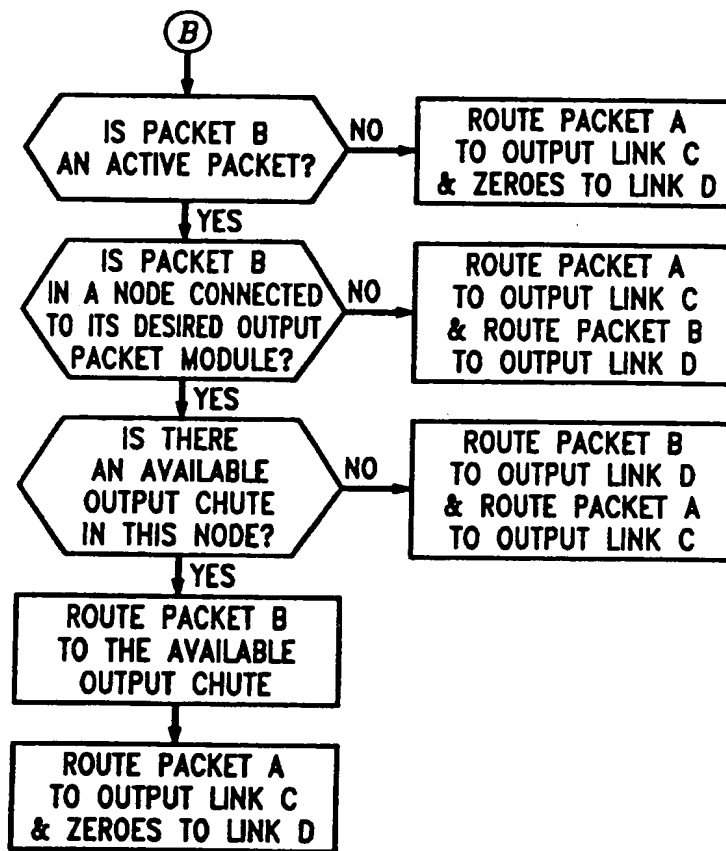 B
IS PACKET B
AN ACTIVE PACKET?
NO
ROUTE PACKET A
TO OUTPUT LINK C
& ZEROES TO LINK D
YES
IS PACKET B
IN A NODE CONNECTED
TO ITS DESIRED OUTPUT
PACKET MODULE?
NO
ROUTE PACKET A
TO OUTPUT LINK C
& ROUTE PACKET B
TO OUTPUT LINK D
YES
IS THERE
AN AVAILABLE
OUTPUT CHUTE
IN THIS NODE?
NO
ROUTE PACKET B
TO OUTPUT LINK D
& ROUTE PACKET A
TO OUTPUT LINK C
YES
ROUTE PACKET B
TO THE AVAILABLE
OUTPUT CHUTE
ROUTE PACKET A
TO OUTPUT LINK C
& ZEROES TO LINK D